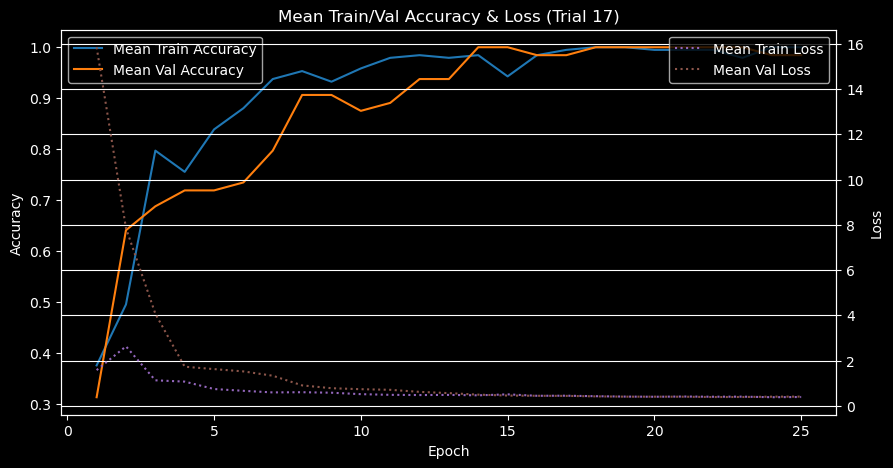 Mean Train/Val Accuracy & Loss (Trial 17)
Mean Train Accuracy
Mean Val Accuracy
Mean Train Loss
Mean Val Loss
1.0
0.9
0.8
0.7
0.6
0.5
0.4
0.3
Accuracy
16
14
12
10
8
6
4
2
0
Loss
0
5
10
15
20
25
Epoch